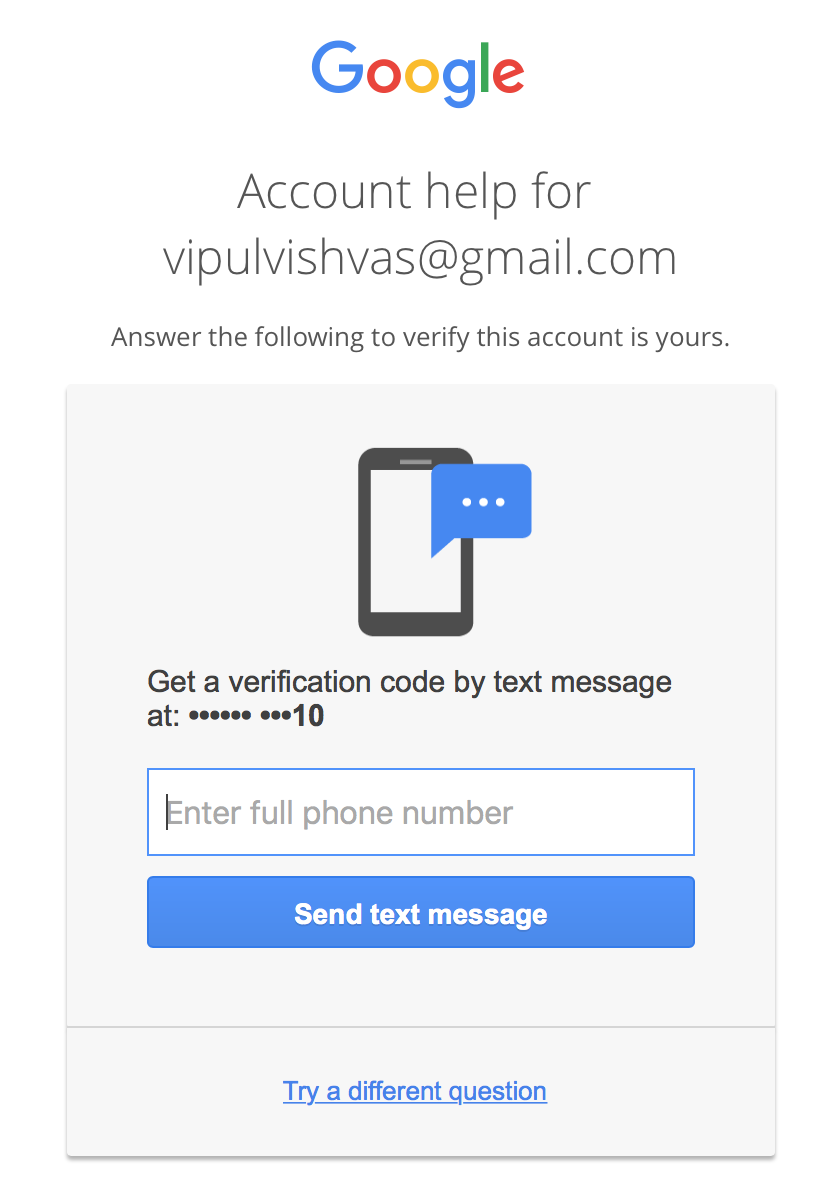 Google
Account help for
vipulvishvas@gmail.com
Answer the following to verify this account is yours.
Get a verification code by text message
at: •••••• •••10
Enter full phone number
Send text message
Try a different question